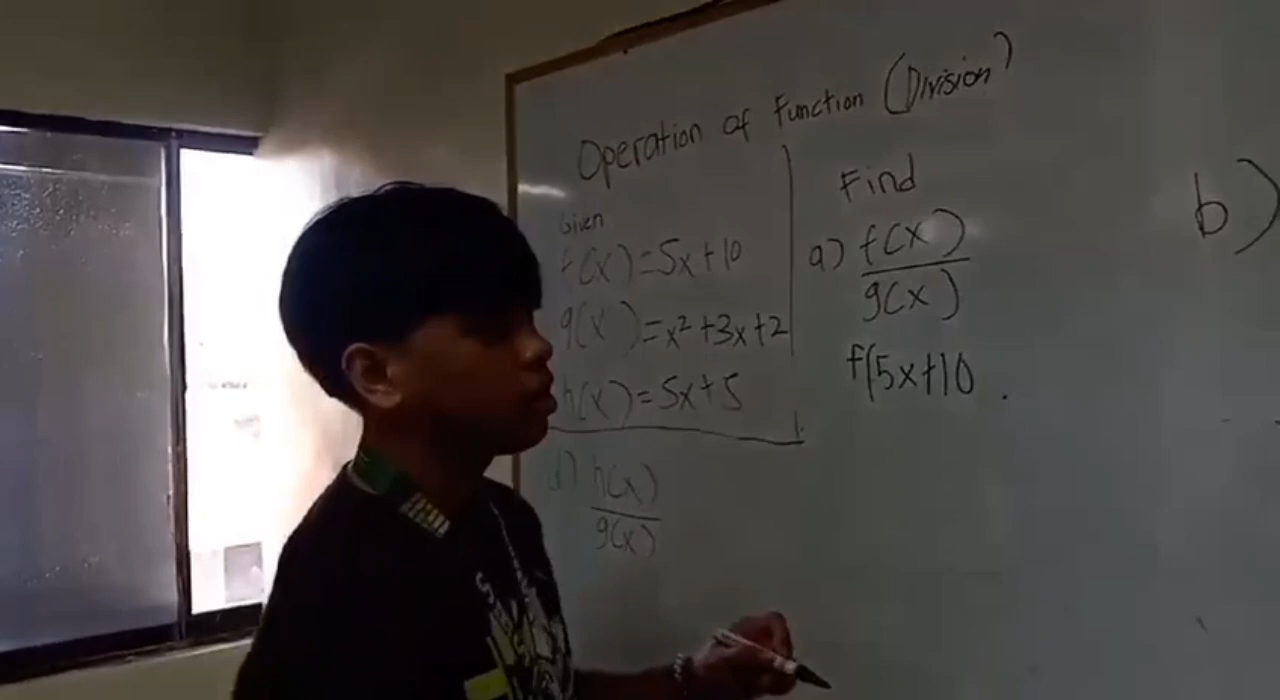 Operation of Function (Division)
Given
f(x)=5x+10
g(x)=x²+3x+2
h(x)=5x+5
Find
a) f(x)
g(x)
f(5x+10
b)
d) h(x)
g(x)